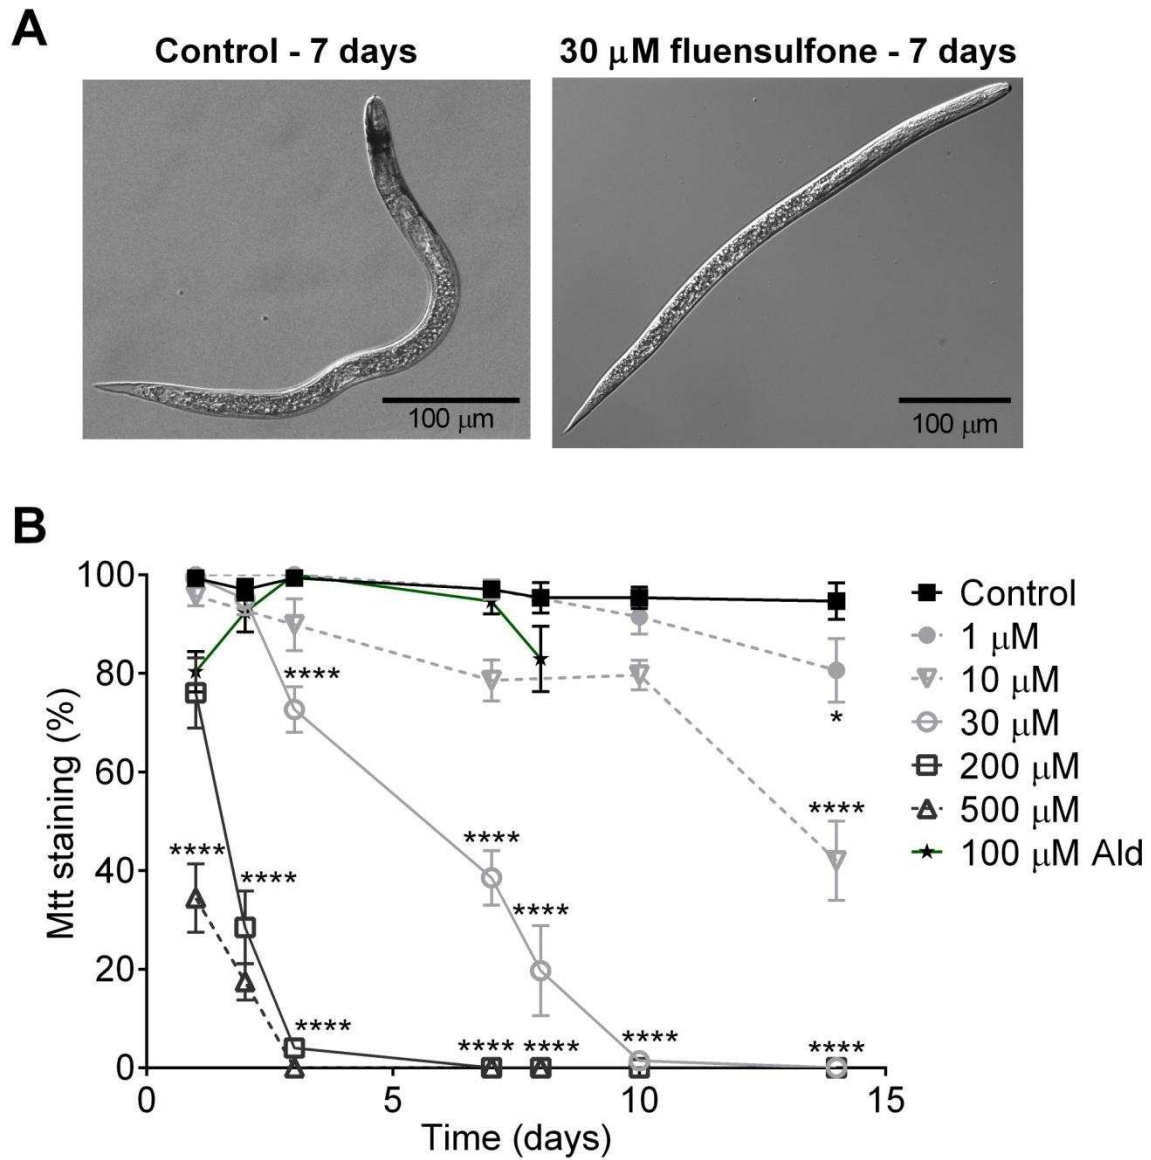 A
Control - 7 days
30 μM fluensulfone - 7 days
100 μm
100 μm
B
Mtt staining (%)
100
80
60
40
20
0
0
5
10
15
Time (days)
****
****
****
****
****
****
****
****
****
****
*
****
****
Control
1 μM
10 μM
30 μM
200 μM
500 μM
100 μM Ald